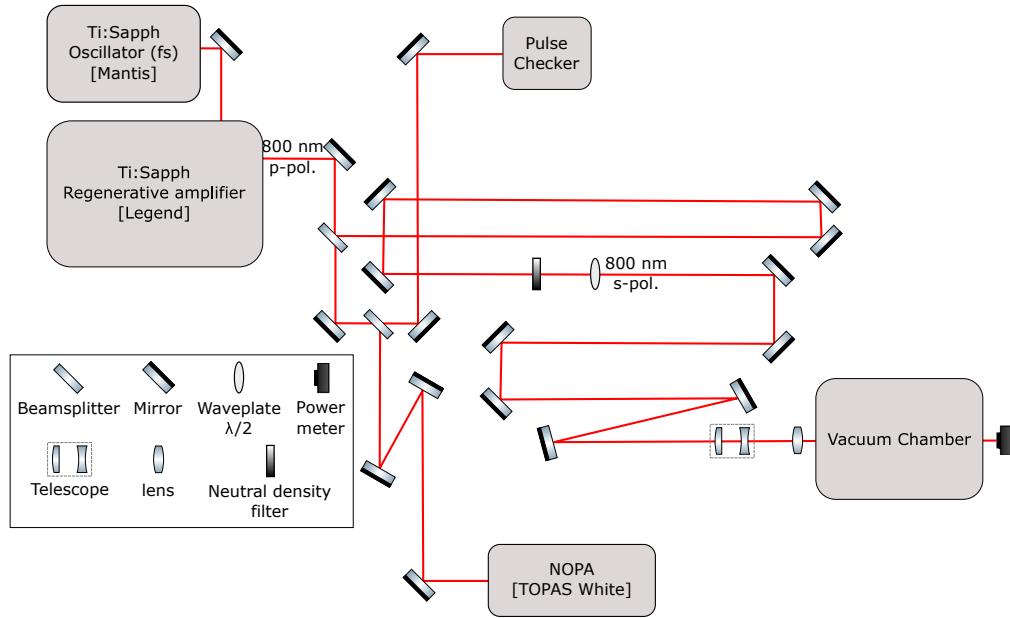 Ti:Sapph
Oscillator (fs)
[Mantis]
Pulse
Checker
Ti:Sapph
Regenerative amplifier
[Legend]
800 nm
p-pol.
800 nm
s-pol.
Beamsplitter
Mirror
Waveplate
λ/2
Power
meter
Telescope
lens
Neutral density
filter
Vacuum Chamber
NOPA
[TOPAS White]